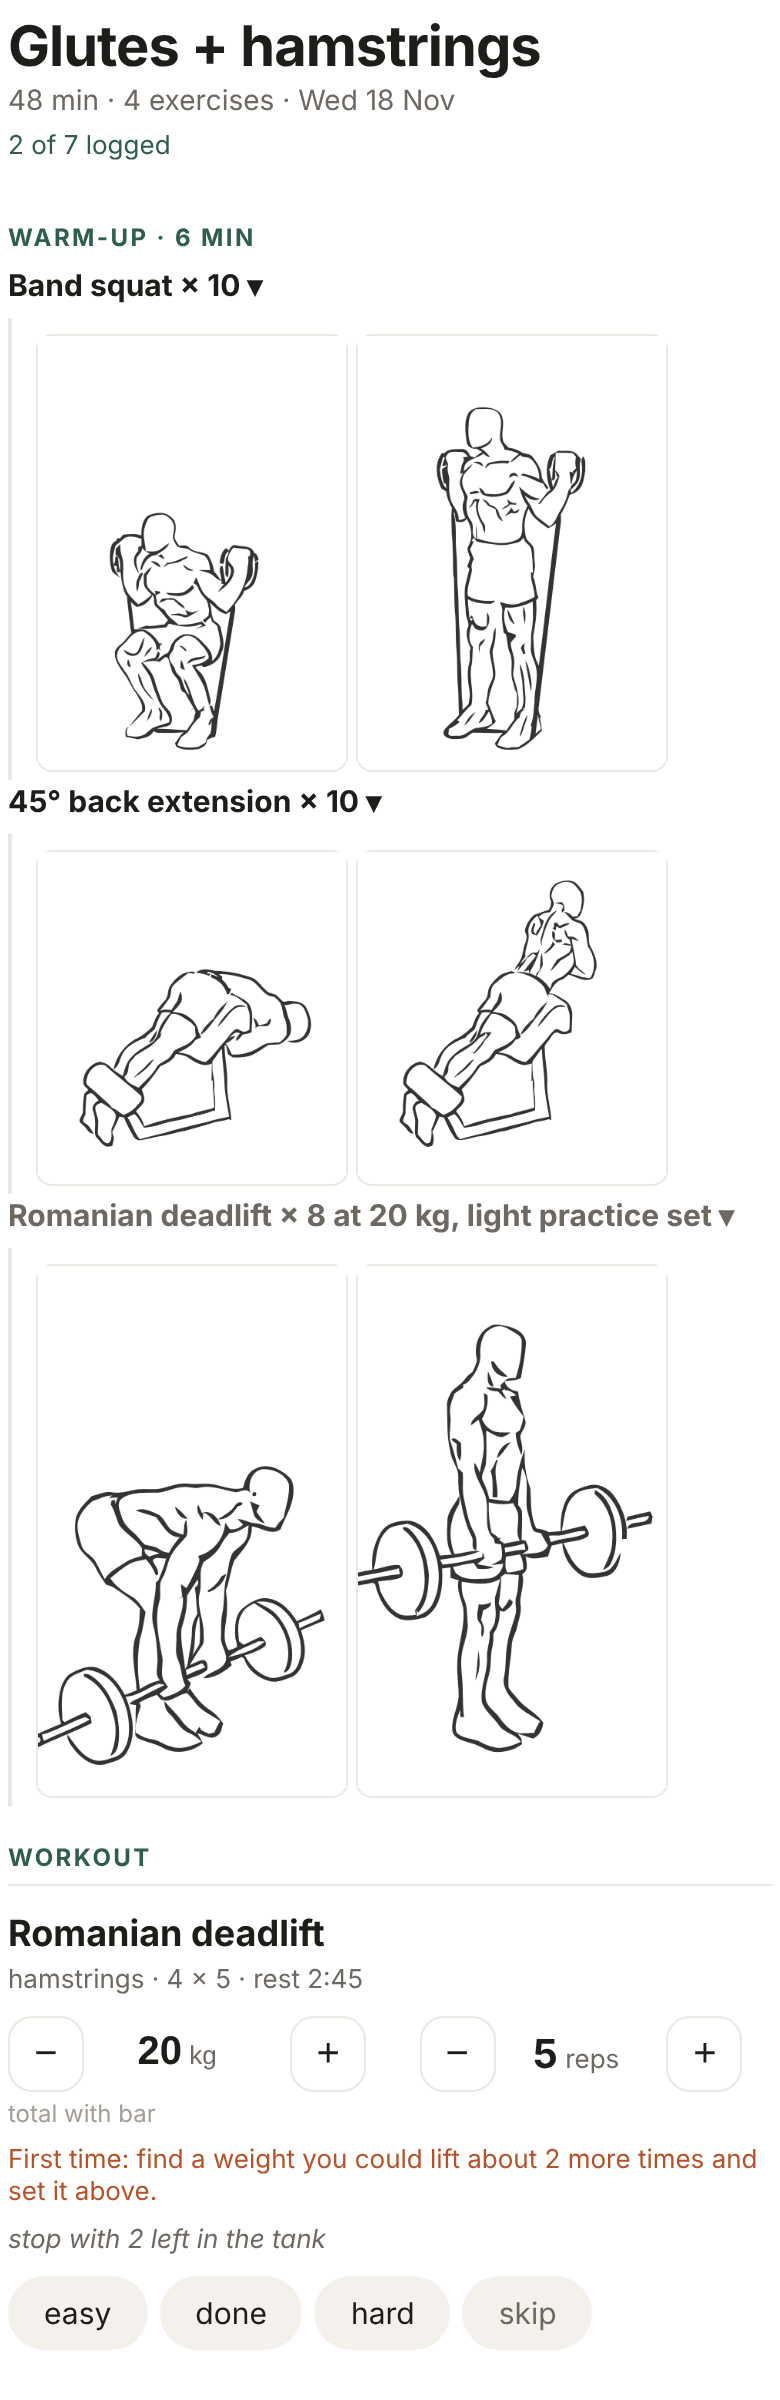 Glutes + hamstrings
48 min · 4 exercises · Wed 18 Nov
2 of 7 logged
WARM-UP · 6 MIN
Band squat × 10 ▾
45° back extension × 10 ▾
Romanian deadlift × 8 at 20 kg, light practice set ▾
WORKOUT
Romanian deadlift
hamstrings · 4 × 5 · rest 2:45
− 20 kg + − 5 reps +
total with bar
First time: find a weight you could lift about 2 more times and
set it above.
stop with 2 left in the tank
easy done hard skip